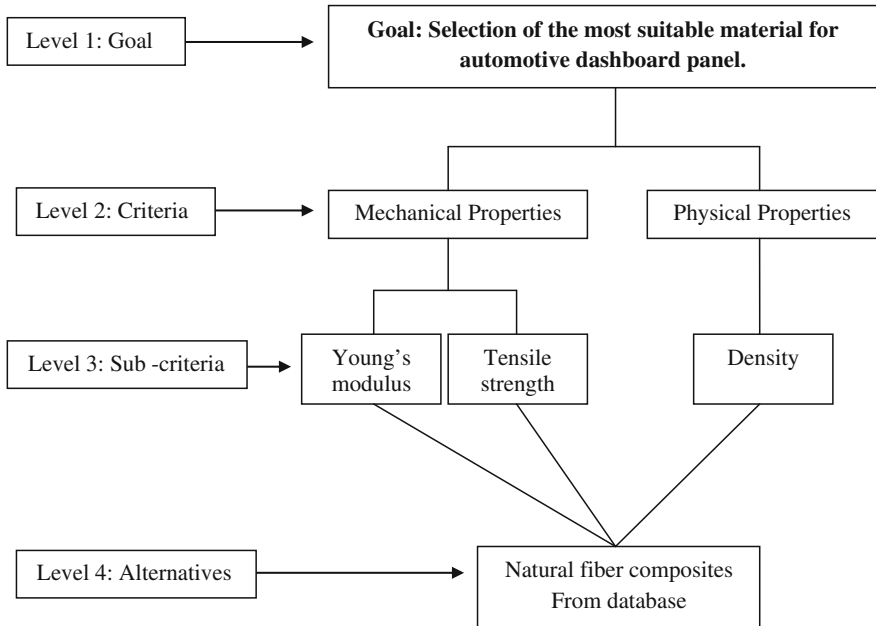 Level 1: Goal
Goal: Selection of the most suitable material for
automotive dashboard panel.
Level 2: Criteria
Mechanical Properties
Physical Properties
Level 3: Sub -criteria
Young’s
modulus
Tensile
strength
Density
Level 4: Alternatives
Natural fiber composites
From database